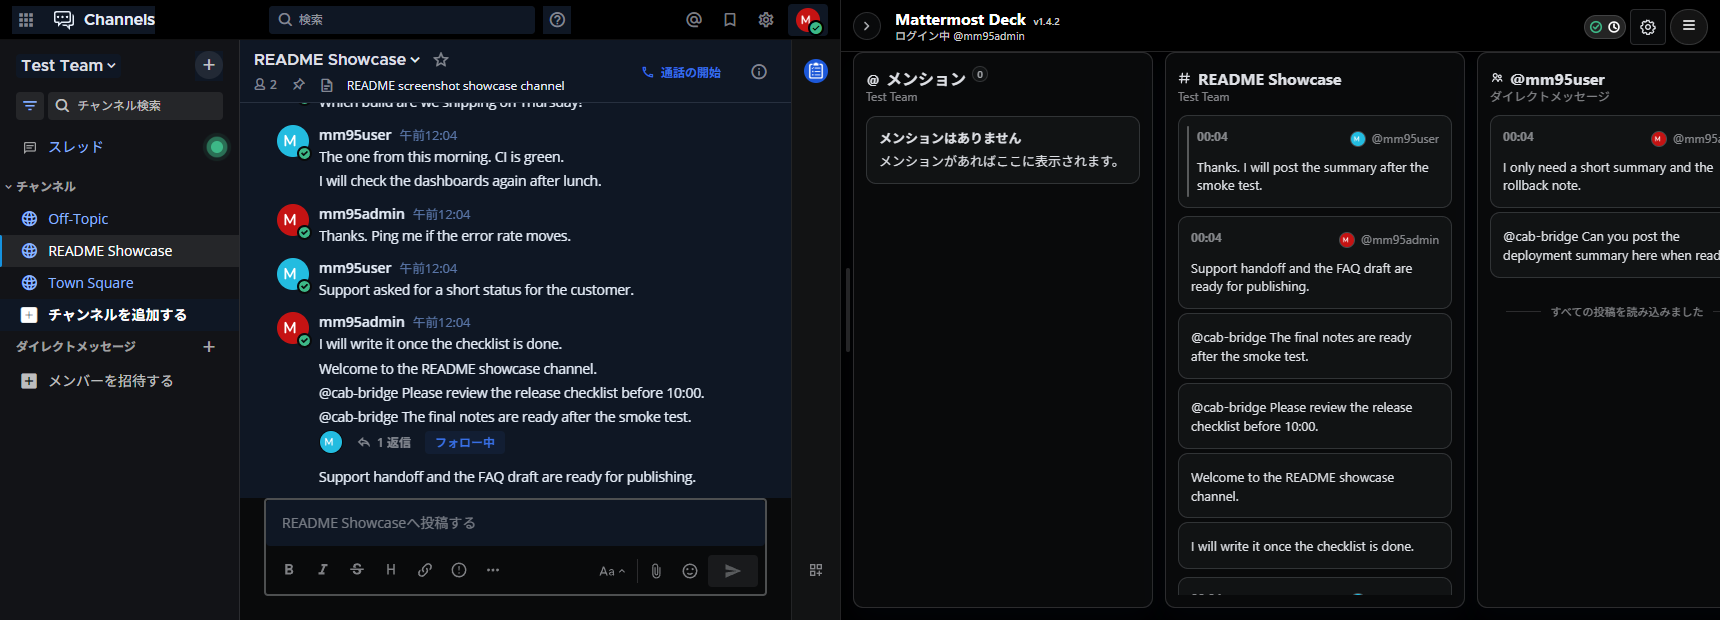 Channels
検索
Test Team
チャンネル検索
スレッド
チャンネル
Off-Topic
README Showcase
Town Square
チャンネルを追加する
ダイレクトメッセージ
メンバーを招待する
README Showcase
2
README screenshot showcase channel
通話の開始
Which build are we shipping on Thursday?
mm95user 午前12:04
The one from this morning. CI is green.
I will check the dashboards again after lunch.
mm95admin 午前12:04
Thanks. Ping me if the error rate moves.
mm95user 午前12:04
Support asked for a short status for the customer.
mm95admin 午前12:04
I will write it once the checklist is done.
Welcome to the README showcase channel.
@cab-bridge Please review the release checklist before 10:00.
@cab-bridge The final notes are ready after the smoke test.
1 返信 フォロー中
Support handoff and the FAQ draft are ready for publishing.
README Showcaseへ投稿する
B I S H Aa
Mattermost Deck v1.4.2
ログイン中 @mm95admin
@ メンション 0
Test Team
メンションはありません
メンションがあればここに表示されます。
# README Showcase
Test Team
00:04 M @mm95user
Thanks. I will post the summary after the
smoke test.
00:04 M @mm95admin
Support handoff and the FAQ draft are
ready for publishing.
@cab-bridge The final notes are ready
after the smoke test.
@cab-bridge Please review the release
checklist before 10:00.
Welcome to the README showcase
channel.
I will write it once the checklist is done.
@mm95user
ダイレクトメッセージ
00:04 M @mm95a
I only need a short summary and the
rollback note.
@cab-bridge Can you post the
deployment summary here when read
すべての投稿を読み込みました